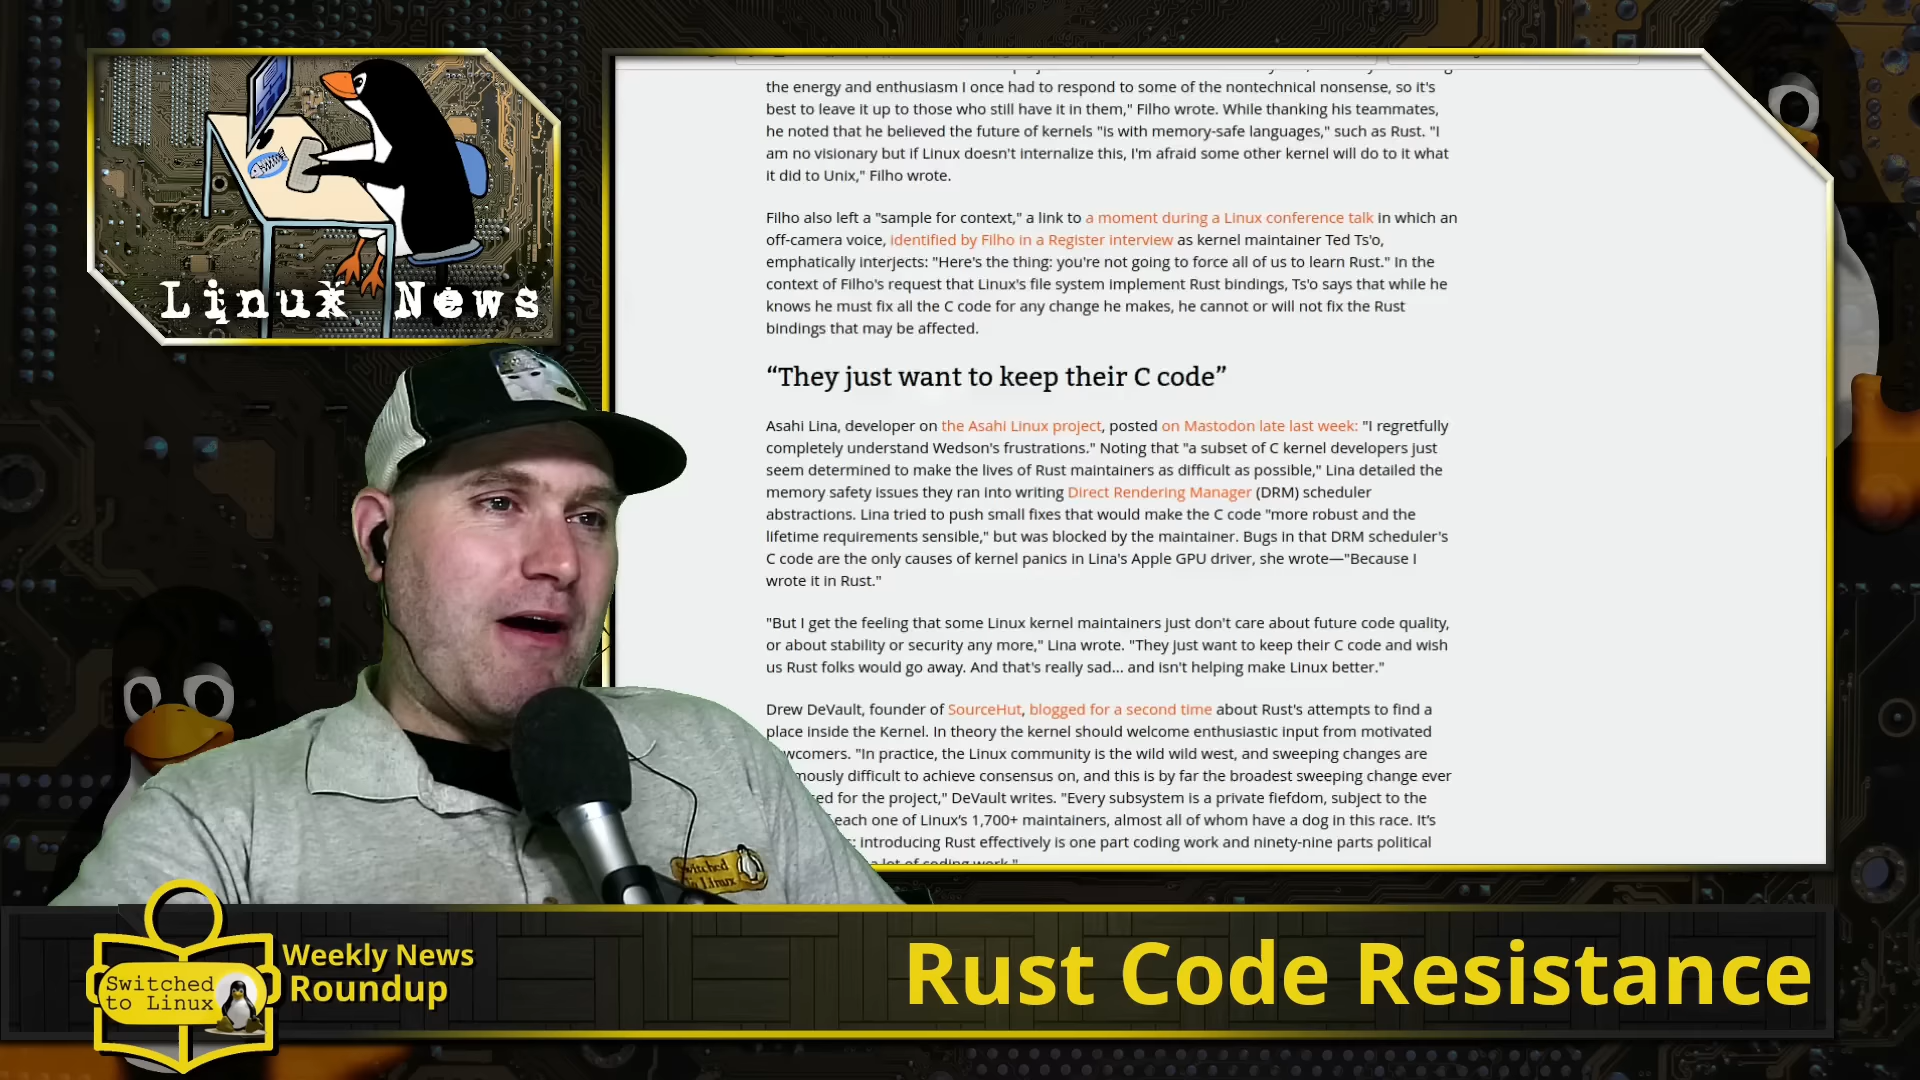 Linux News
the energy and enthusiasm I once had to respond to some of the nontechnical nonsense, so it's
best to leave it up to those who still have it in them," Filho wrote. While thanking his teammates,
he noted that he believed the future of kernels "is with memory-safe languages," such as Rust. "I
am no visionary but if Linux doesn't internalize this, I'm afraid some other kernel will do to it what
it did to Unix," Filho wrote.
Filho also left a "sample for context," a link to a moment during a Linux conference talk in which an
off-camera voice, identified by Filho in a Register interview as kernel maintainer Ted Ts'o,
emphatically interjects: "Here's the thing: you're not going to force all of us to learn Rust." In the
context of Filho's request that Linux's file system implement Rust bindings, Ts'o says that while he
knows he must fix all the C code for any change he makes, he cannot or will not fix the Rust
bindings that may be affected.
“They just want to keep their C code”
Asahi Lina, developer on the Asahi Linux project, posted on Mastodon late last week: "I regretfully
completely understand Wedson's frustrations." Noting that "a subset of C kernel developers just
seem determined to make the lives of Rust maintainers as difficult as possible," Lina detailed the
memory safety issues they ran into writing Direct Rendering Manager (DRM) scheduler
abstractions. Lina tried to push small fixes that would make the C code "more robust and the
lifetime requirements sensible," but was blocked by the maintainer. Bugs in that DRM scheduler's
C code are the only causes of kernel panics in Lina's Apple GPU driver, she wrote—"Because I
wrote it in Rust."
"But I get the feeling that some Linux kernel maintainers just don't care about future code quality,
or about stability or security any more," Lina wrote. "They just want to keep their C code and wish
us Rust folks would go away. And that's really sad... and isn't helping make Linux better."
Drew DeVault, founder of SourceHut, blogged for a second time about Rust's attempts to find a
place inside the Kernel. In theory the kernel should welcome enthusiastic input from motivated
wcomers. "In practice, the Linux community is the wild wild west, and sweeping changes are
mously difficult to achieve consensus on, and this is by far the broadest sweeping change ever
sed for the project," DeVault writes. "Every subsystem is a private fiefdom, subject to the
each one of Linux's 1,700+ maintainers, almost all of whom have a dog in this race. It's
: introducing Rust effectively is one part coding work and ninety-nine parts political
a lot of coding work."
Switched
To Linux
Switched
to Linux
Weekly News
Roundup
Rust Code Resistance